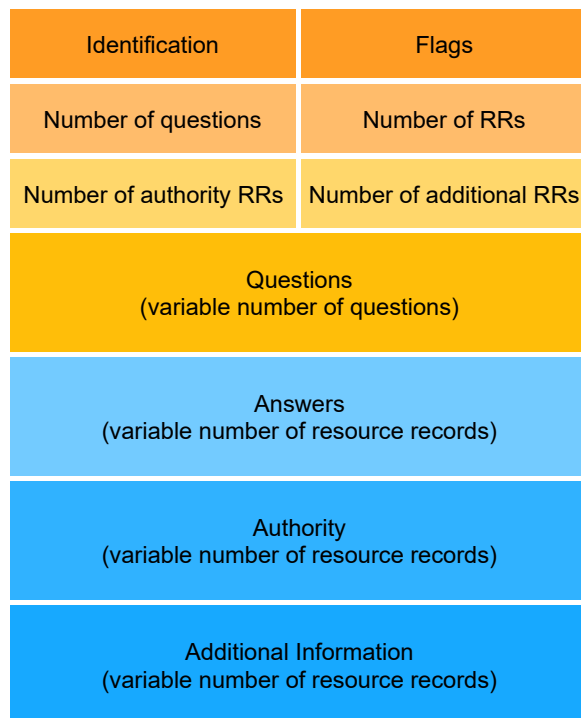 Identification
Flags
Number of questions
Number of RRs
Number of authority RRs
Number of additional RRs
Questions
(variable number of questions)
Answers
(variable number of resource records)
Authority
(variable number of resource records)
Additional Information
(variable number of resource records)